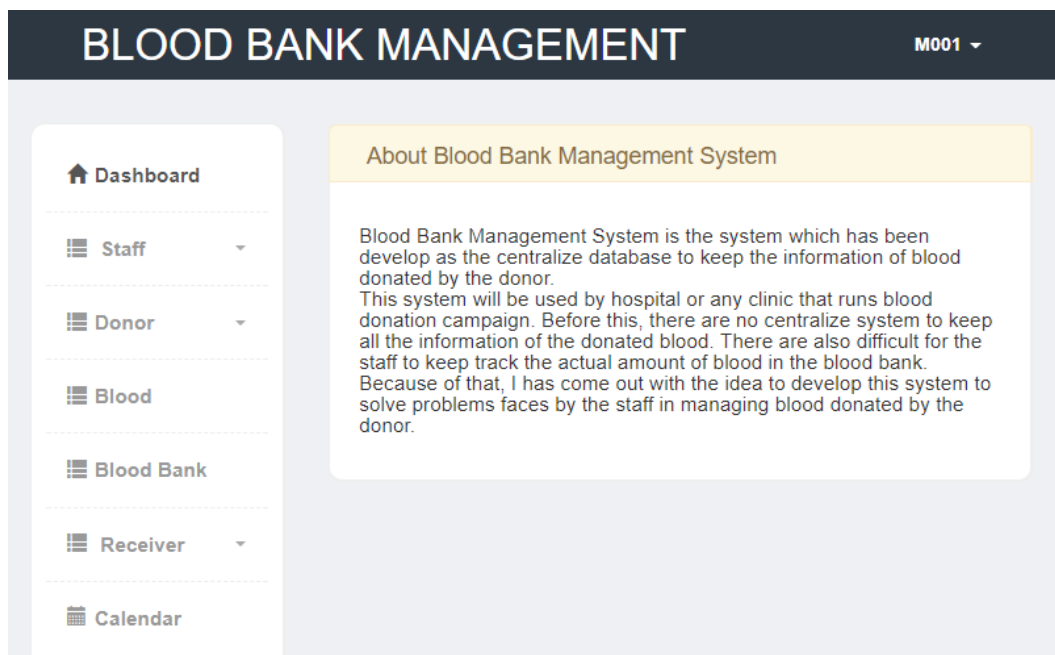 BLOOD BANK MANAGEMENT
M001
Dashboard
Staff
Donor
Blood
Blood Bank
Receiver
Calendar
About Blood Bank Management System
Blood Bank Management System is the system which has been
develop as the centralize database to keep the information of blood
donated by the donor.
This system will be used by hospital or any clinic that runs blood
donation campaign. Before this, there are no centralize system to keep
all the information of the donated blood. There are also difficult for the
staff to keep track the actual amount of blood in the blood bank.
Because of that, I has come out with the idea to develop this system to
solve problems faces by the staff in managing blood donated by the
donor.